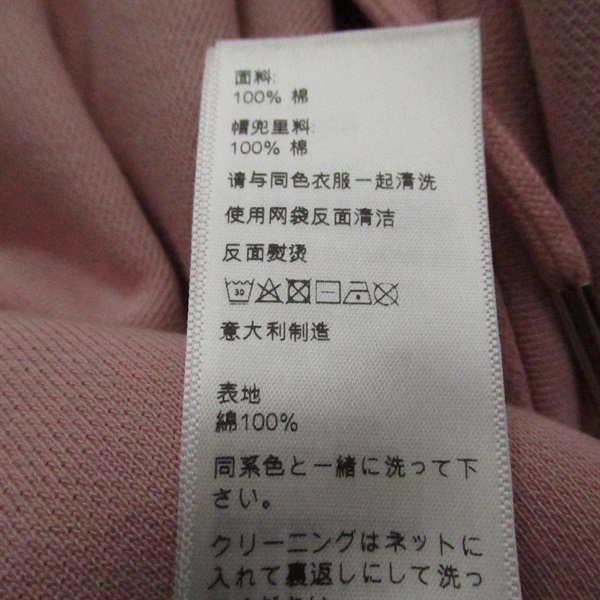 面料:
100% 棉
帽兜里料:
100% 棉
请与同色衣服一起清洗
使用网袋反面清洁
反面熨烫
30
意大利制造
表地
綿100%
同系色と一緒に洗って下
さい。
クリーニングはネットに
入れて裏返しにして洗っ